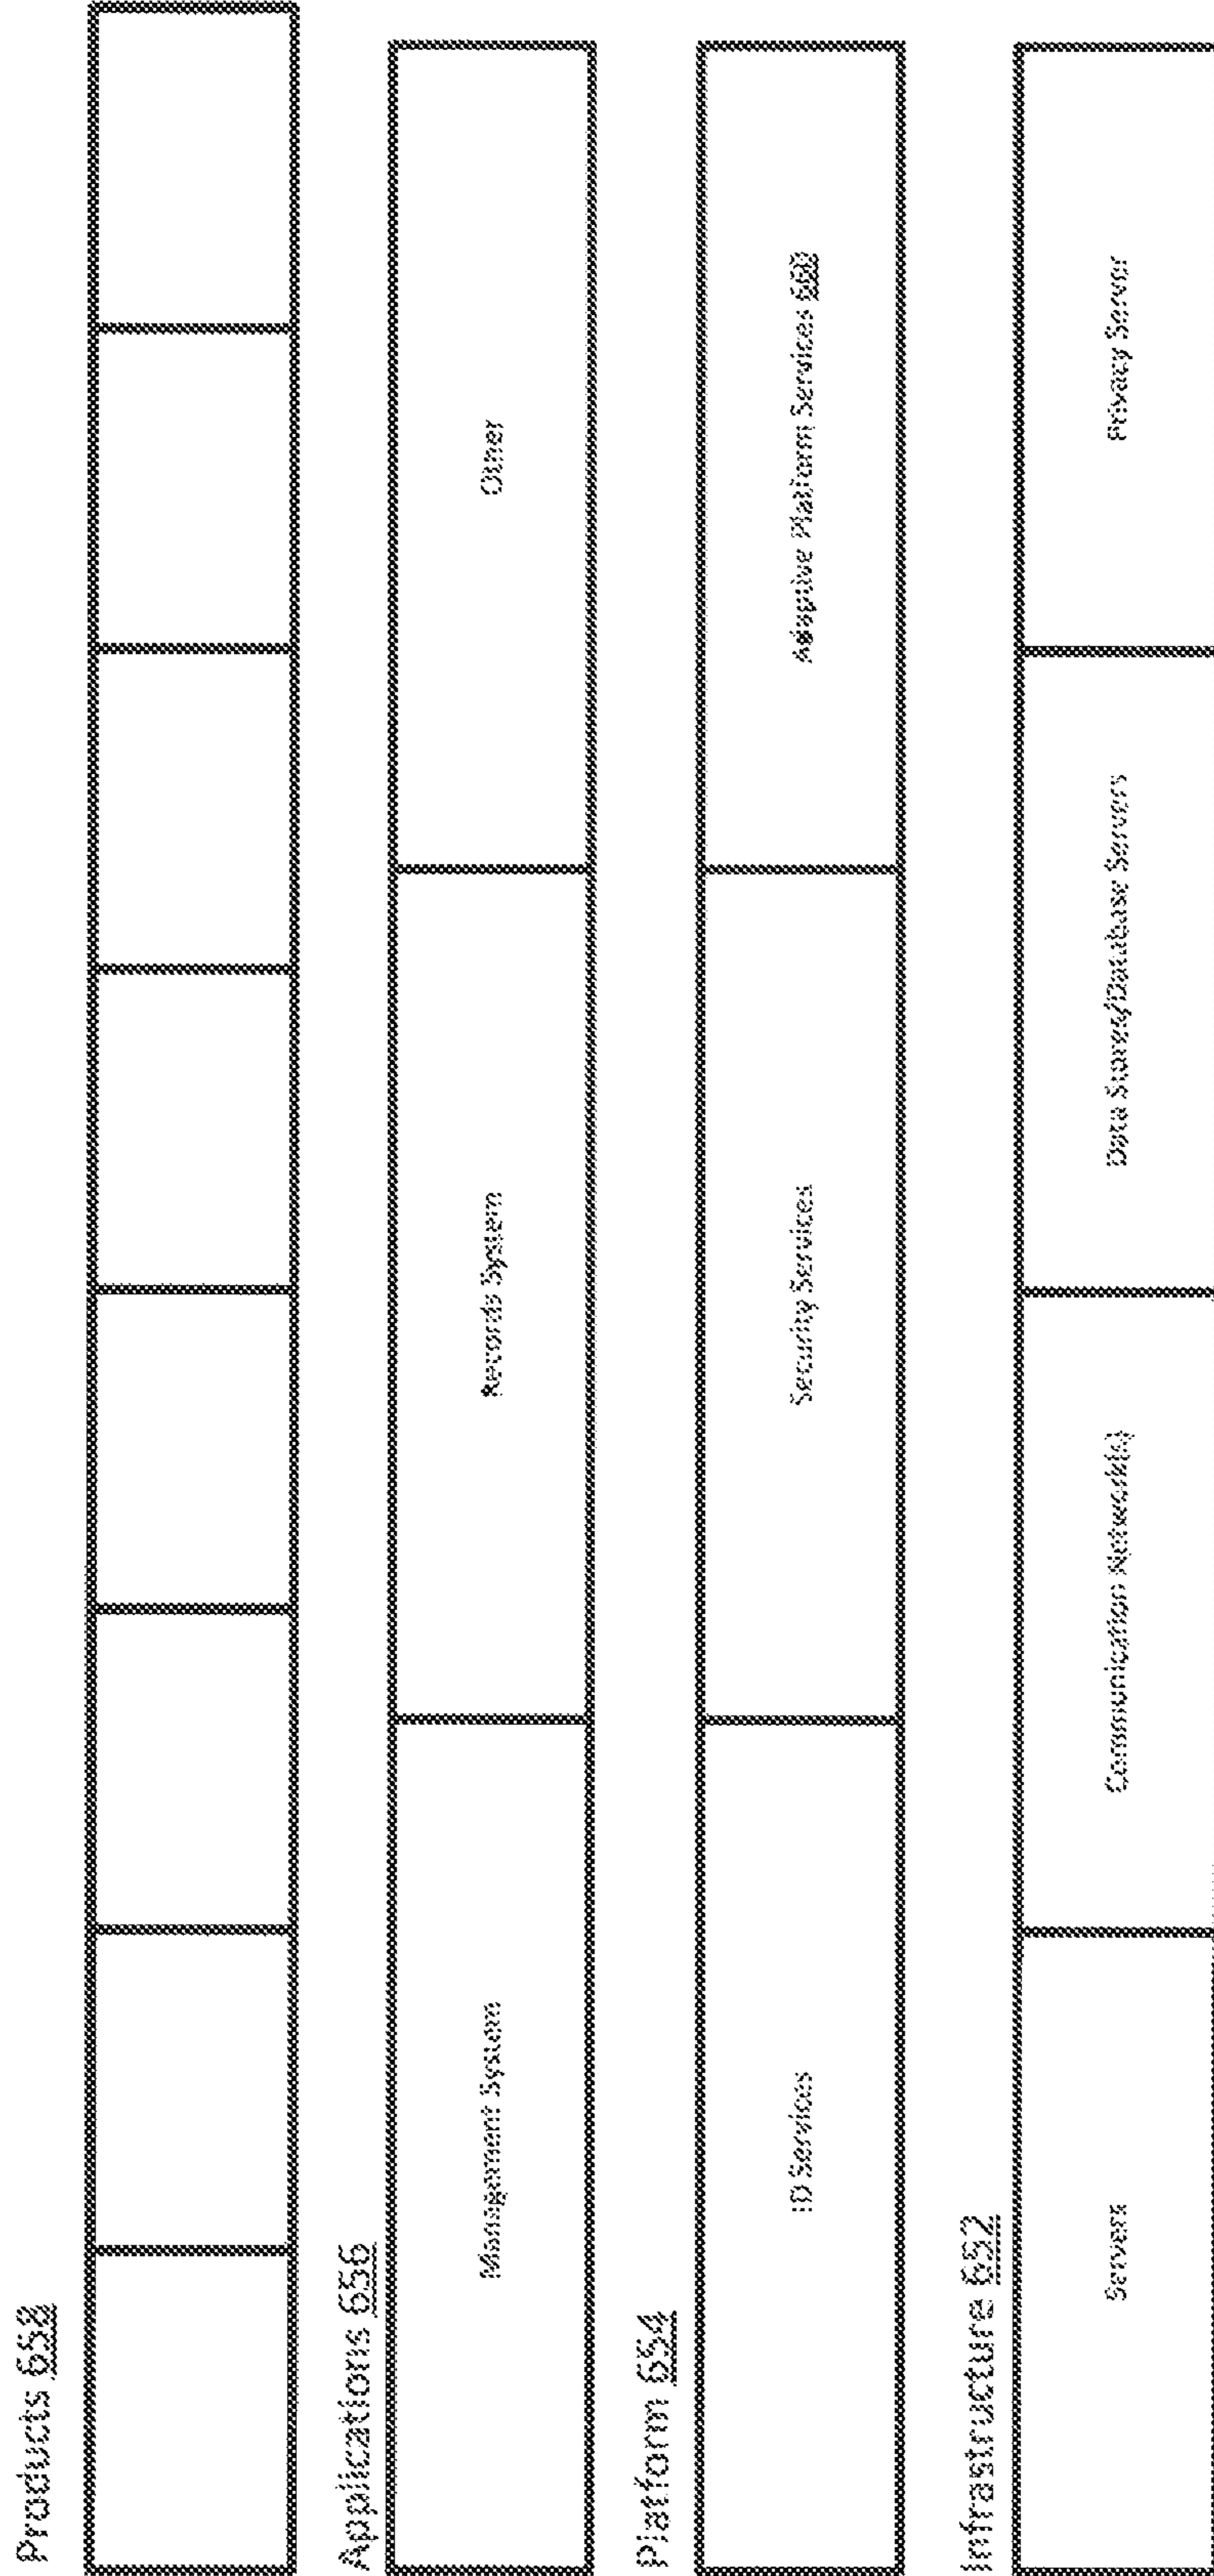 Products 658
Applications 656
Management System
Records System
Other
Platform 654
ID Services
Security Services
Adaptive Platform Services 660
Infrastructure 652
Servers
Communication Network(s)
Data Stores/Database Servers
Privacy Server